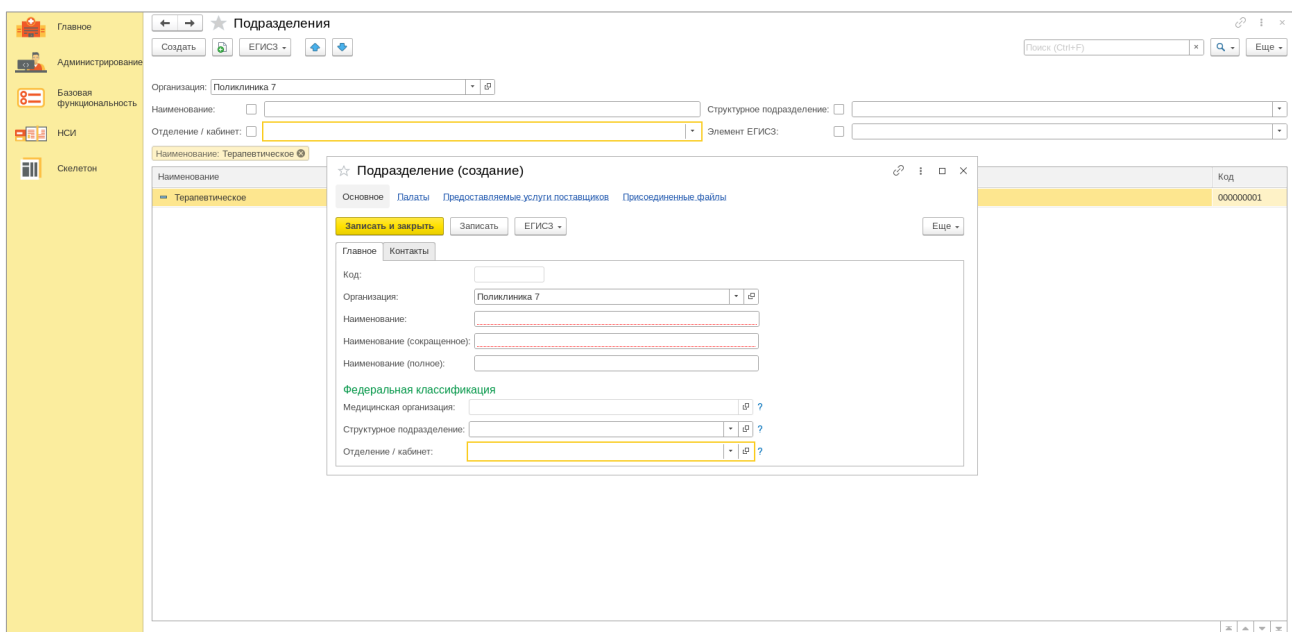 Главное
Администрирование
Базовая
функциональность
НСИ
Скелетон
Подразделения
Создать ЕГИСЗ Поиск (Ctrl+F) × Еще
Организация: Поликлиника 7
Наименование: Структурное подразделение:
Отделение / кабинет: Элемент ЕГИСЗ:
Наименование: Терапевтическое
Наименование Код
Терапевтическое 000000001
Подразделение (создание)
Основное Палаты Предоставляемые услуги поставщиков Присоединенные файлы
Записать и закрыть Записать ЕГИСЗ Еще
Главное Контакты
Код:
Организация: Поликлиника 7
Наименование:
Наименование (сокращенное):
Наименование (полное):
Федеральная классификация
Медицинская организация: ?
Структурное подразделение: ?
Отделение / кабинет: ?